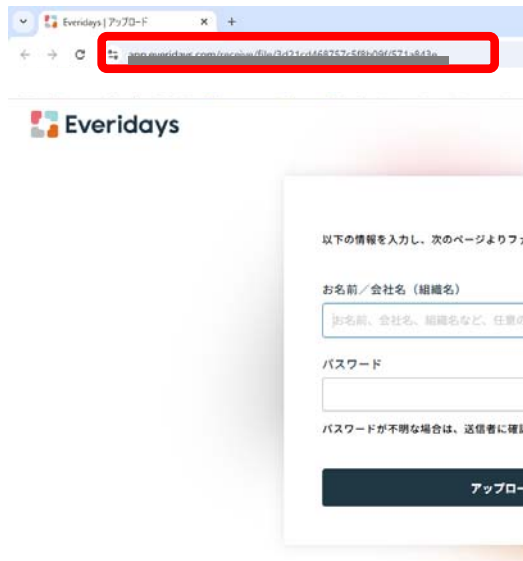 Everidays | アップロード
Everidays
以下の情報を入力し、次のページよりファ
お名前／会社名（組織名）
お名前、会社名、組織名など、任意の
パスワード
パスワードが不明な場合は、送信者に確認
アップロー